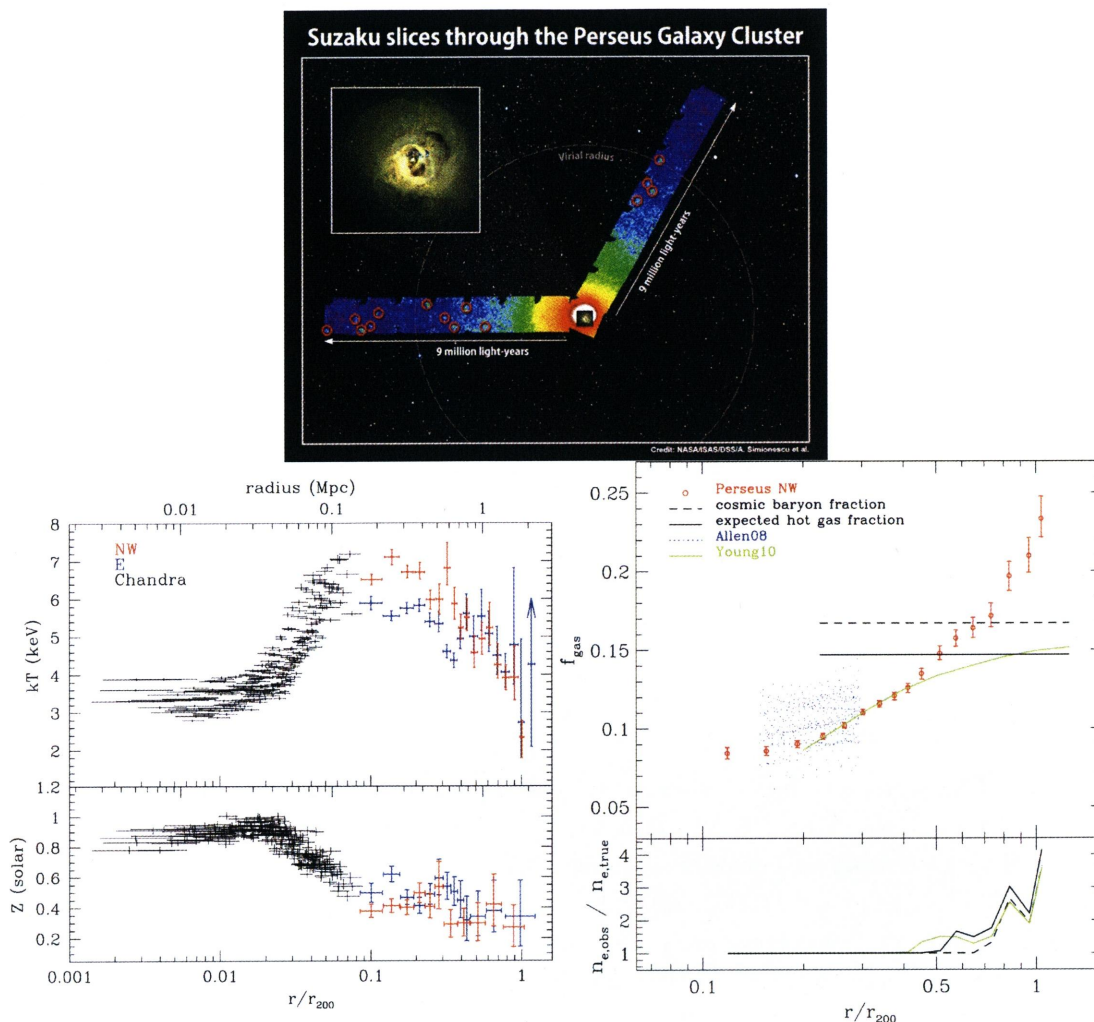 Suzaku slices through the Perseus Galaxy Cluster
Virial radius
9 million light-years
9 million light-years
Credit: NASA/ISAS/DSS/A. Simionescu et al.
radius (Mpc)
0.01 0.1 1
8
7
6
5
4
3
2
kT (keV)
NW
E
Chandra
1.2
1
0.8
0.6
0.4
0.2
Z (solar)
0.001 0.01 0.1 1
r/r200
0.25
0.2
0.15
0.1
0.05
fgas
Perseus NW
cosmic baryon fraction
expected hot gas fraction
Allen08
Young10
4
3
2
1
ne,obs / ne,true
0.1 0.5 1
r/r200